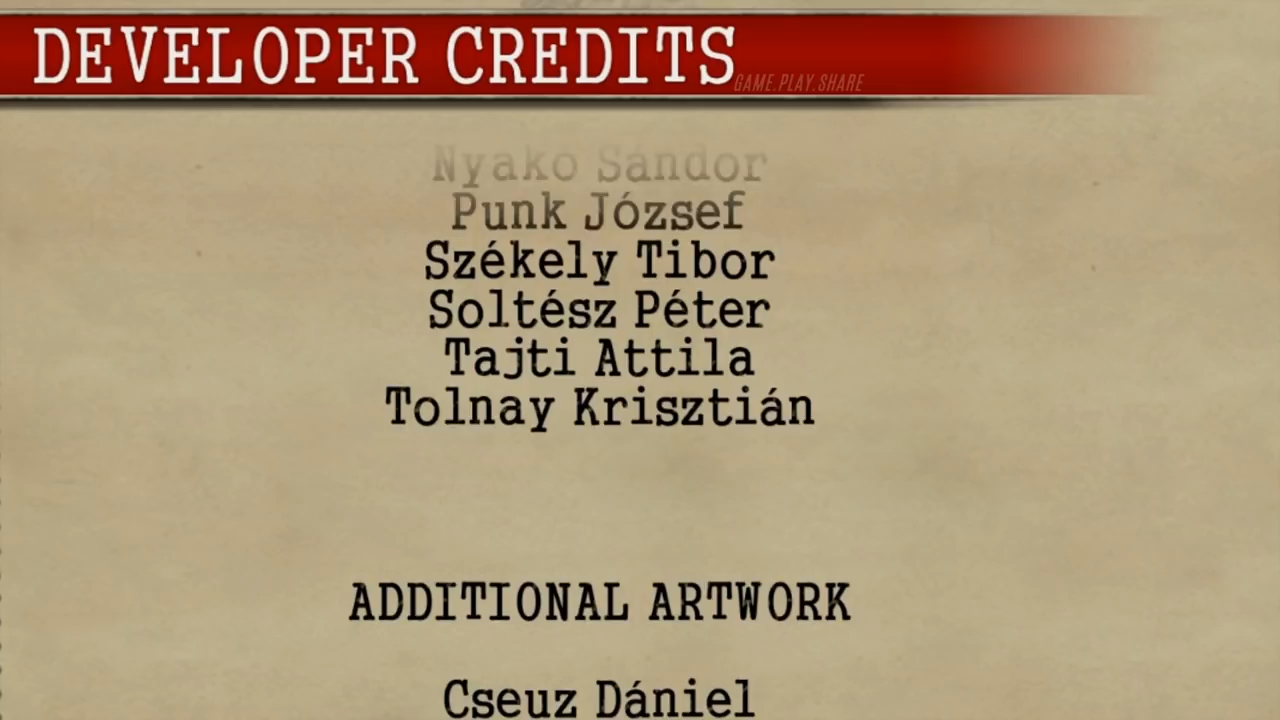 DEVELOPER CREDITS
GAME.PLAY.SHARE
Nyako Sándor
Punk József
Székely Tibor
Soltész Péter
Tajti Attila
Tolnay Krisztián
ADDITIONAL ARTWORK
Cseuz Dániel